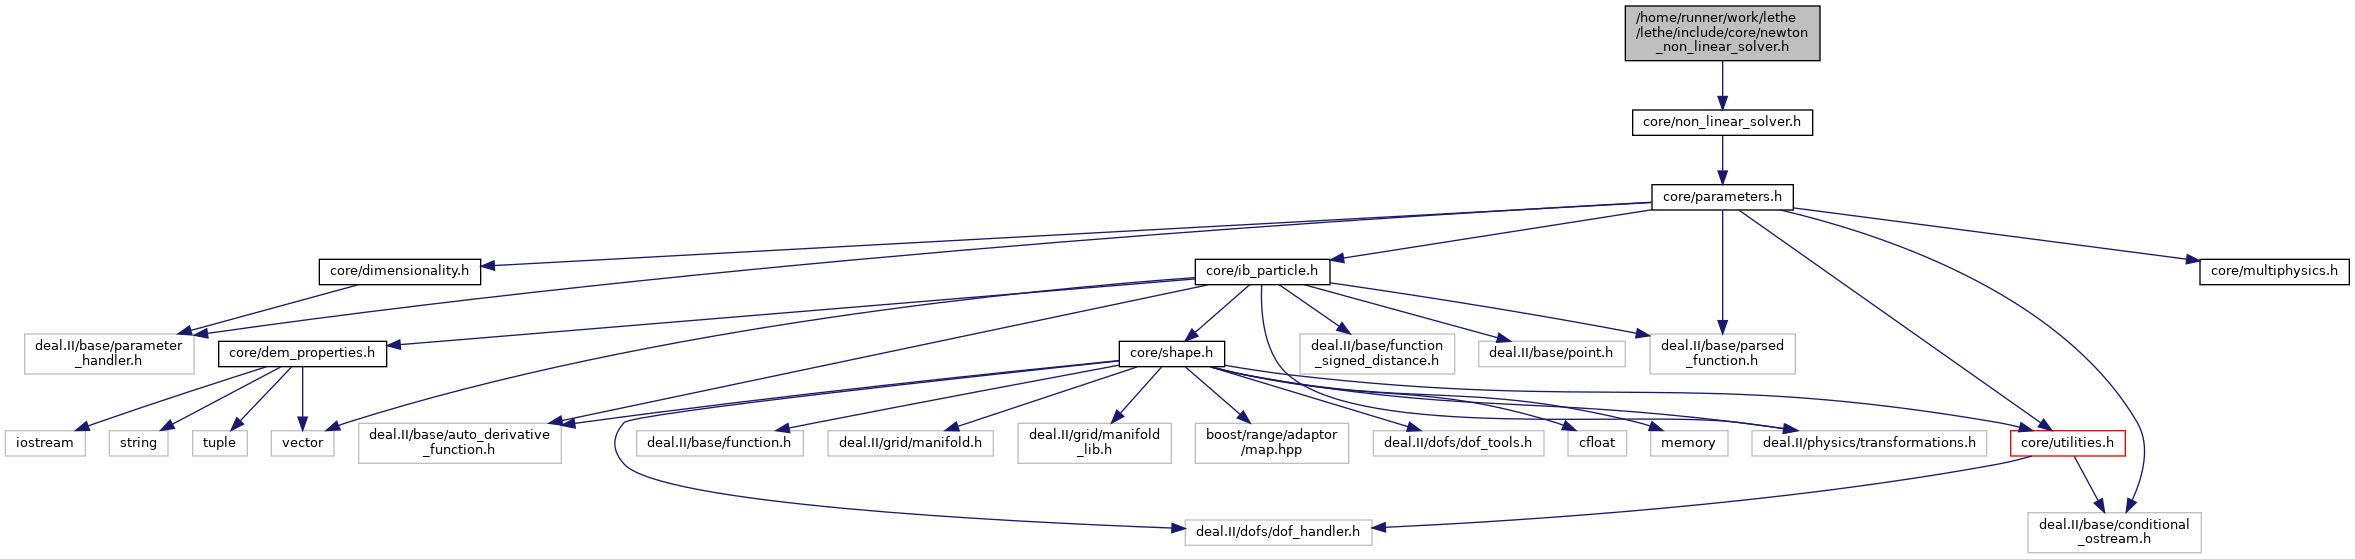 /home/runner/work/lethe
/lethe/include/core/newton
_non_linear_solver.h
core/non_linear_solver.h
core/parameters.h
core/dimensionality.h
core/ib_particle.h
core/multiphysics.h
deal.II/base/parameter
_handler.h
core/dem_properties.h
core/shape.h
deal.II/base/function
_signed_distance.h
deal.II/base/point.h
deal.II/base/parsed
_function.h
iostream
string
tuple
vector
deal.II/base/auto_derivative
_function.h
deal.II/base/function.h
deal.II/grid/manifold.h
deal.II/grid/manifold
_lib.h
boost/range/adaptor
/map.hpp
deal.II/dofs/dof_tools.h
cfloat
memory
deal.II/physics/transformations.h
core/utilities.h
deal.II/dofs/dof_handler.h
deal.II/base/conditional
_ostream.h